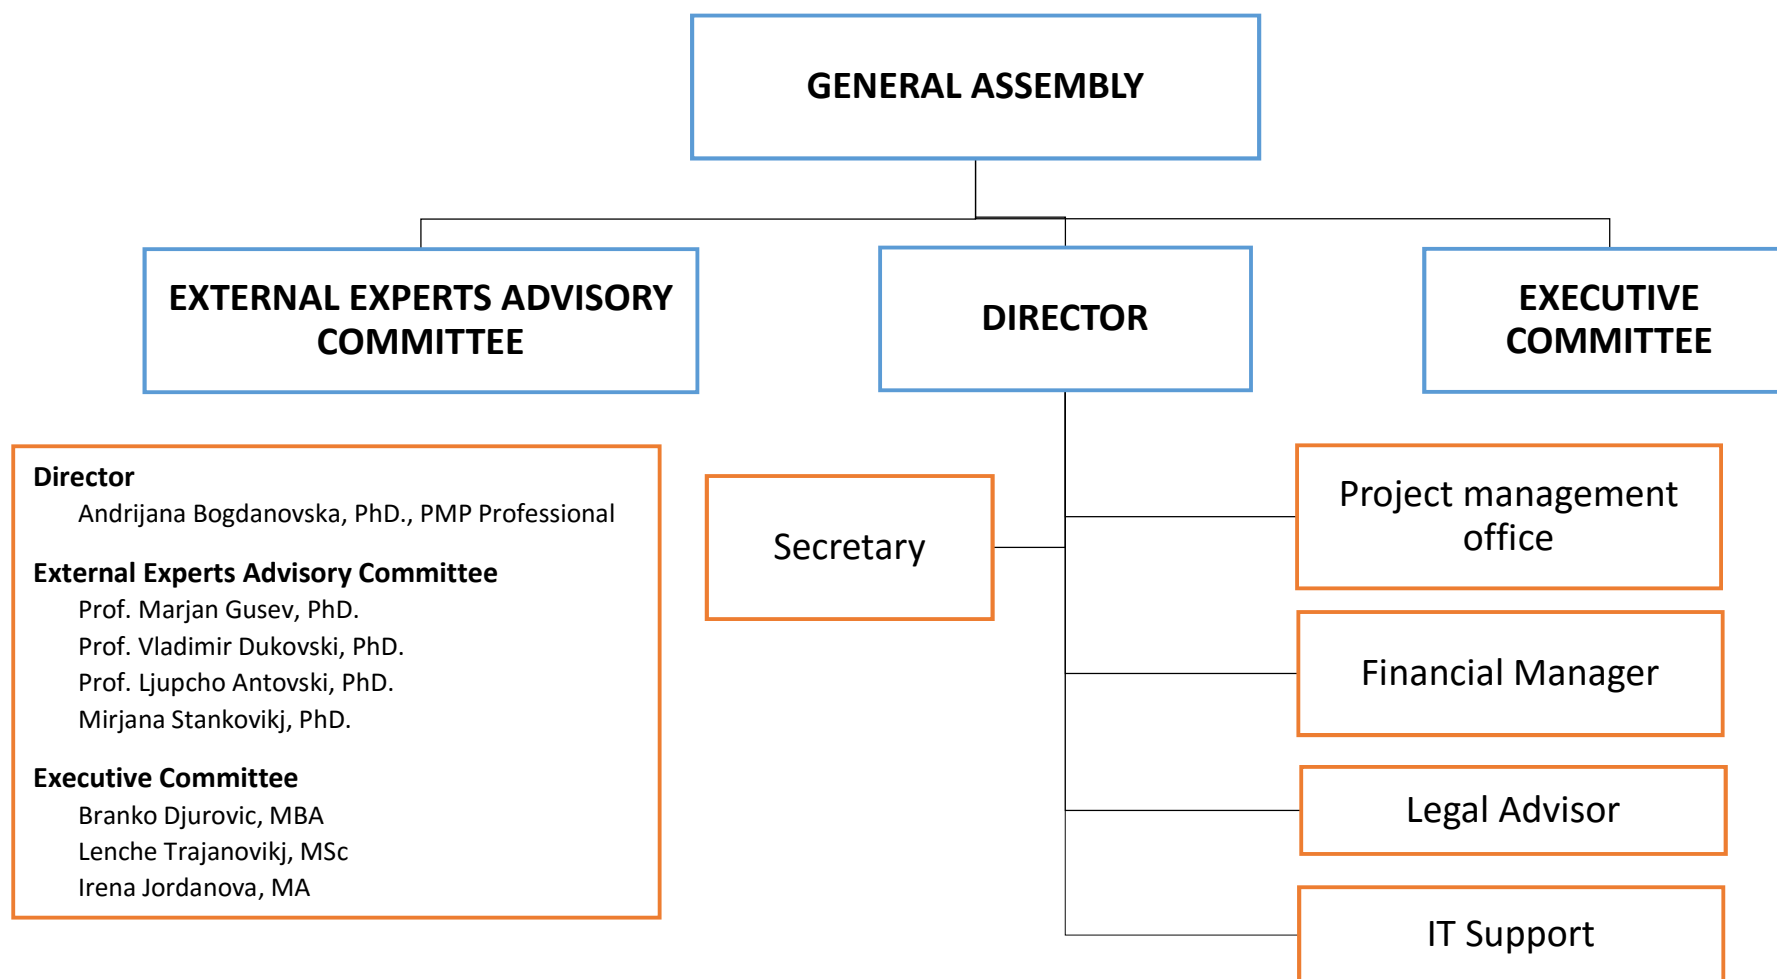 GENERAL ASSEMBLY
EXTERNAL EXPERTS ADVISORY
COMMITTEE
DIRECTOR
EXECUTIVE
COMMITTEE
Director
Andrijana Bogdanovska, PhD., PMP Professional
External Experts Advisory Committee
Prof. Marjan Gusev, PhD.
Prof. Vladimir Dukovski, PhD.
Prof. Ljupcho Antovski, PhD.
Mirjana Stankovikj, PhD.
Executive Committee
Branko Djurovic, MBA
Lenche Trajanovikj, MSc
Irena Jordanova, MA
Secretary
Project management
office
Financial Manager
Legal Advisor
IT Support